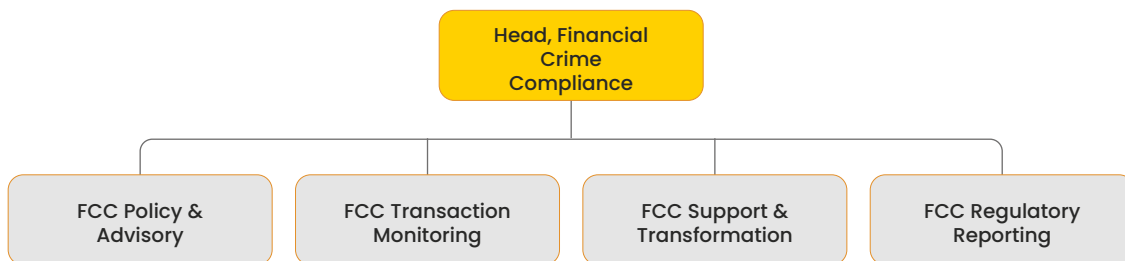 Head, Financial
Crime
Compliance
FCC Policy &
Advisory
FCC Transaction
Monitoring
FCC Support &
Transformation
FCC Regulatory
Reporting